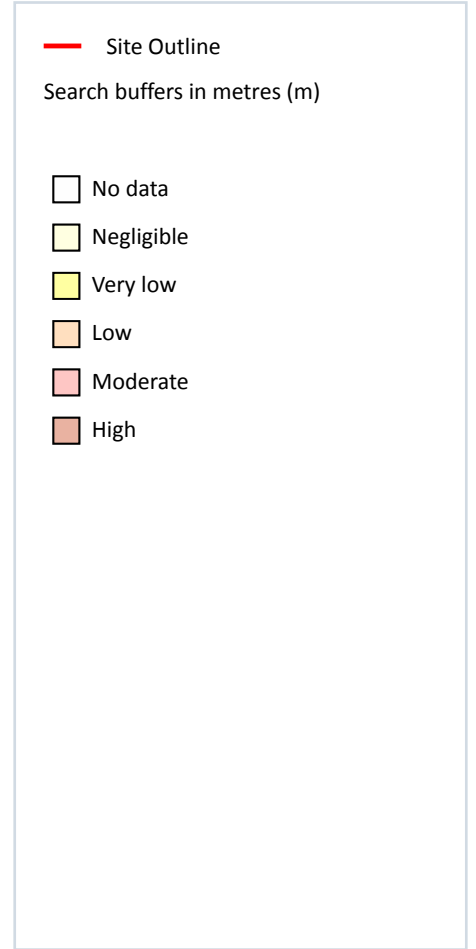 Site Outline
Search buffers in metres (m)
No data
Negligible
Very low
Low
Moderate
High